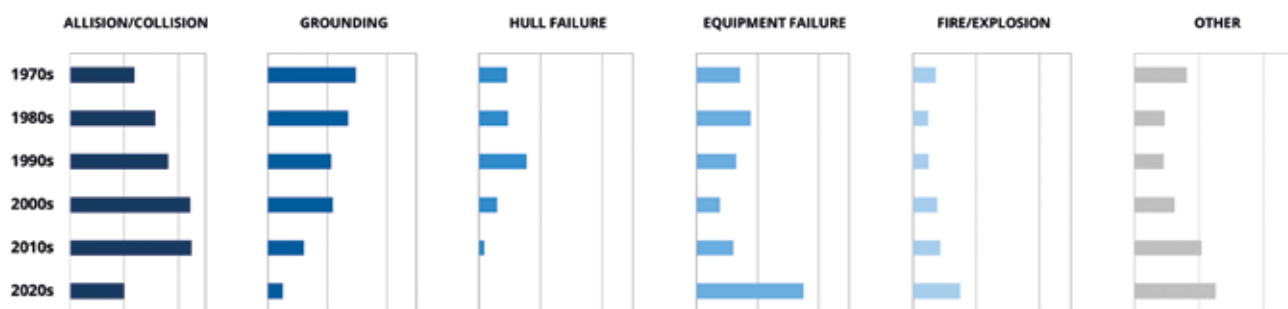 ALLISION/COLLISION GROUNDING HULL FAILURE EQUIPMENT FAILURE FIRE/EXPLOSION OTHER
1970s
1980s
1990s
2000s
2010s
2020s